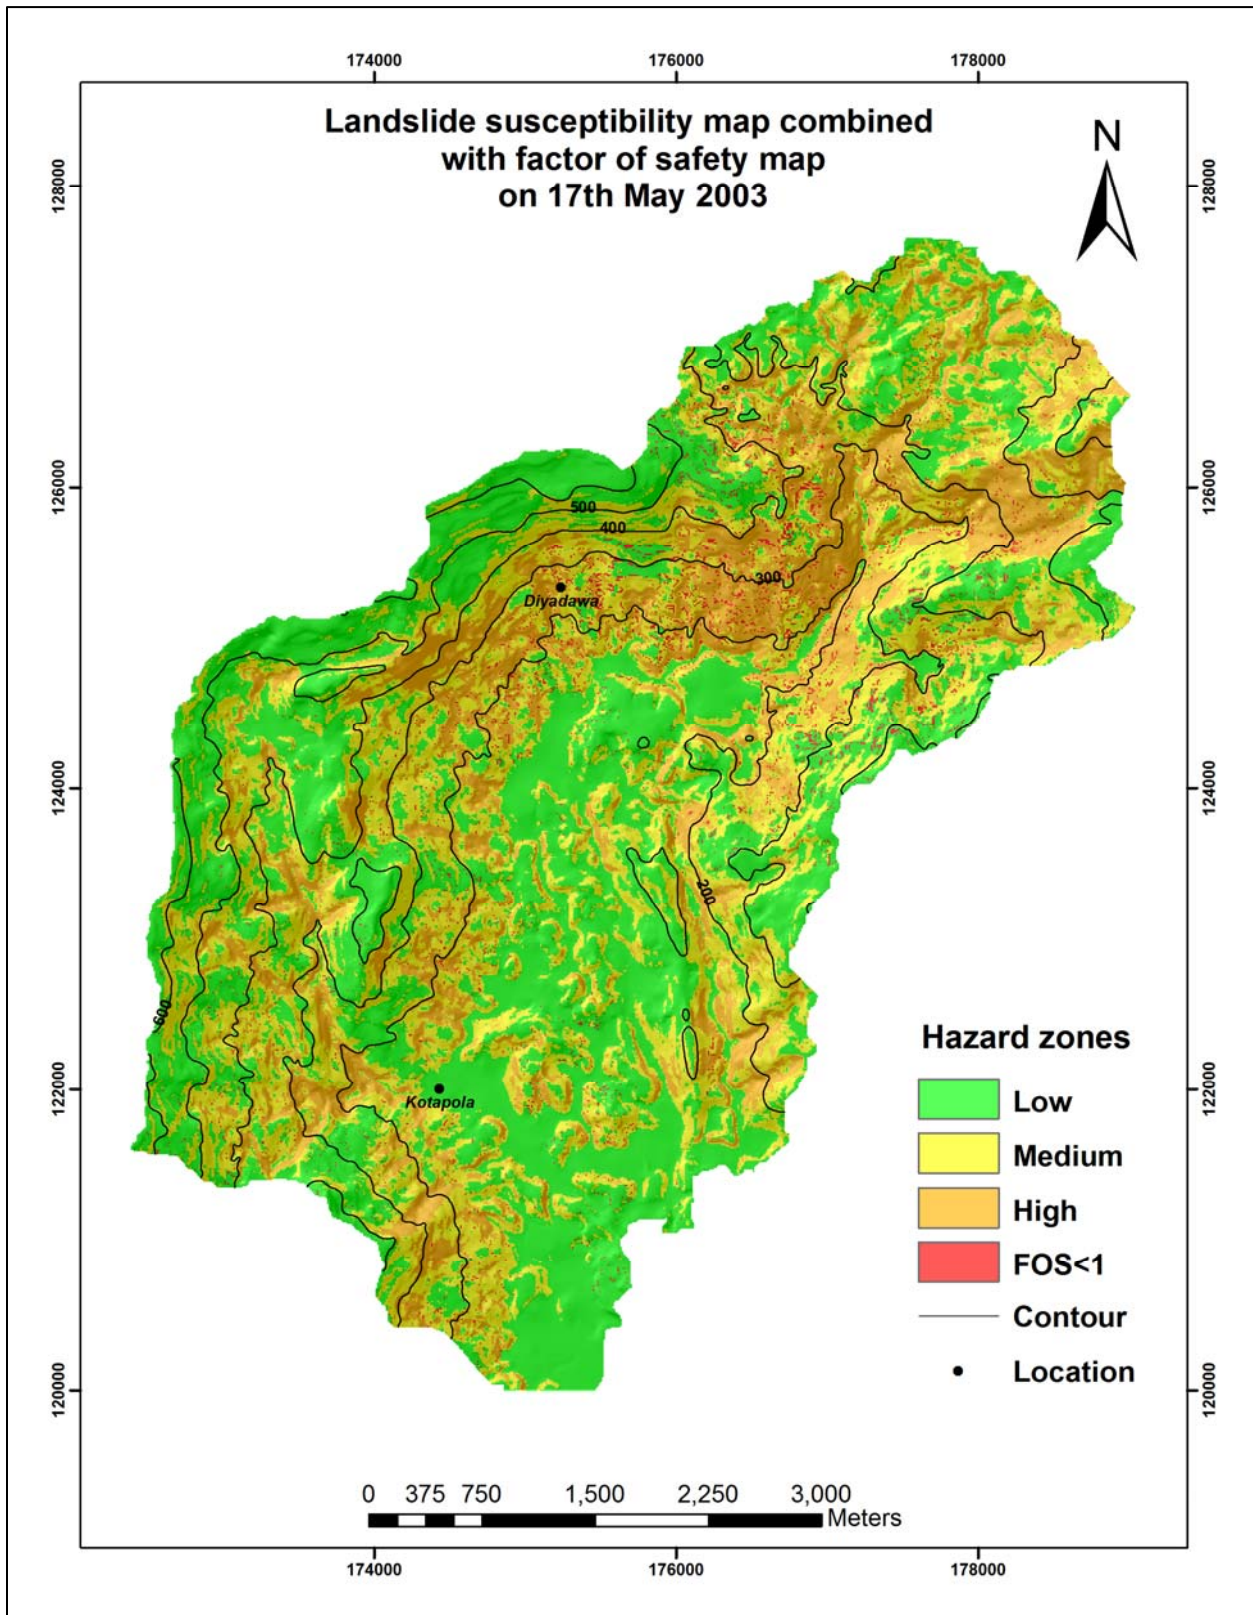 174000 176000 178000
Landslide susceptibility map combined
with factor of safety map
on 17th May 2003
N
128000 128000
126000 126000
500
400
300
Diyadawa
124000 124000
200
600
122000 122000
Kotapola
120000 120000
Hazard zones
Low
Medium
High
FOS<1
Contour
Location
0 375 750 1,500 2,250 3,000
Meters
174000 176000 178000